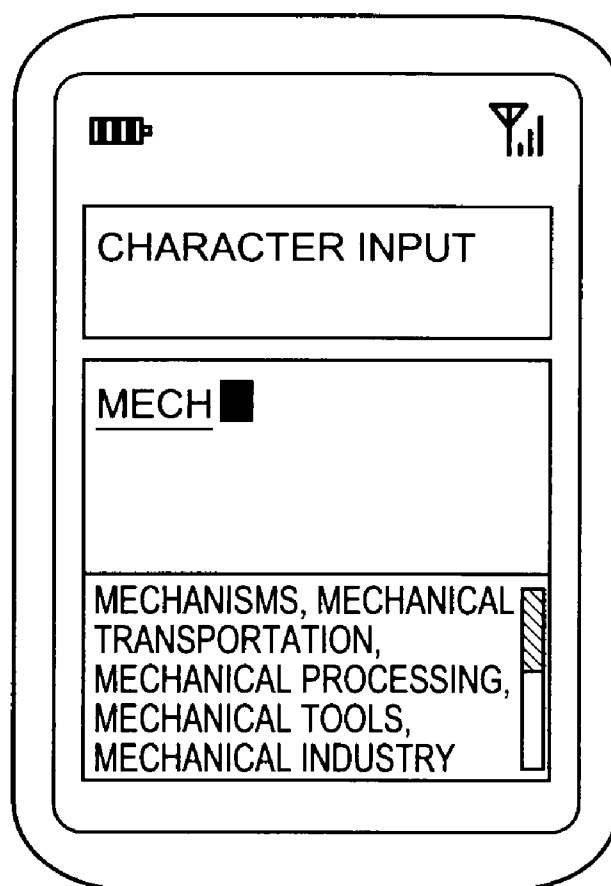 CHARACTER INPUT
MECH
MECHANISMS, MECHANICAL
TRANSPORTATION,
MECHANICAL PROCESSING,
MECHANICAL TOOLS,
MECHANICAL INDUSTRY